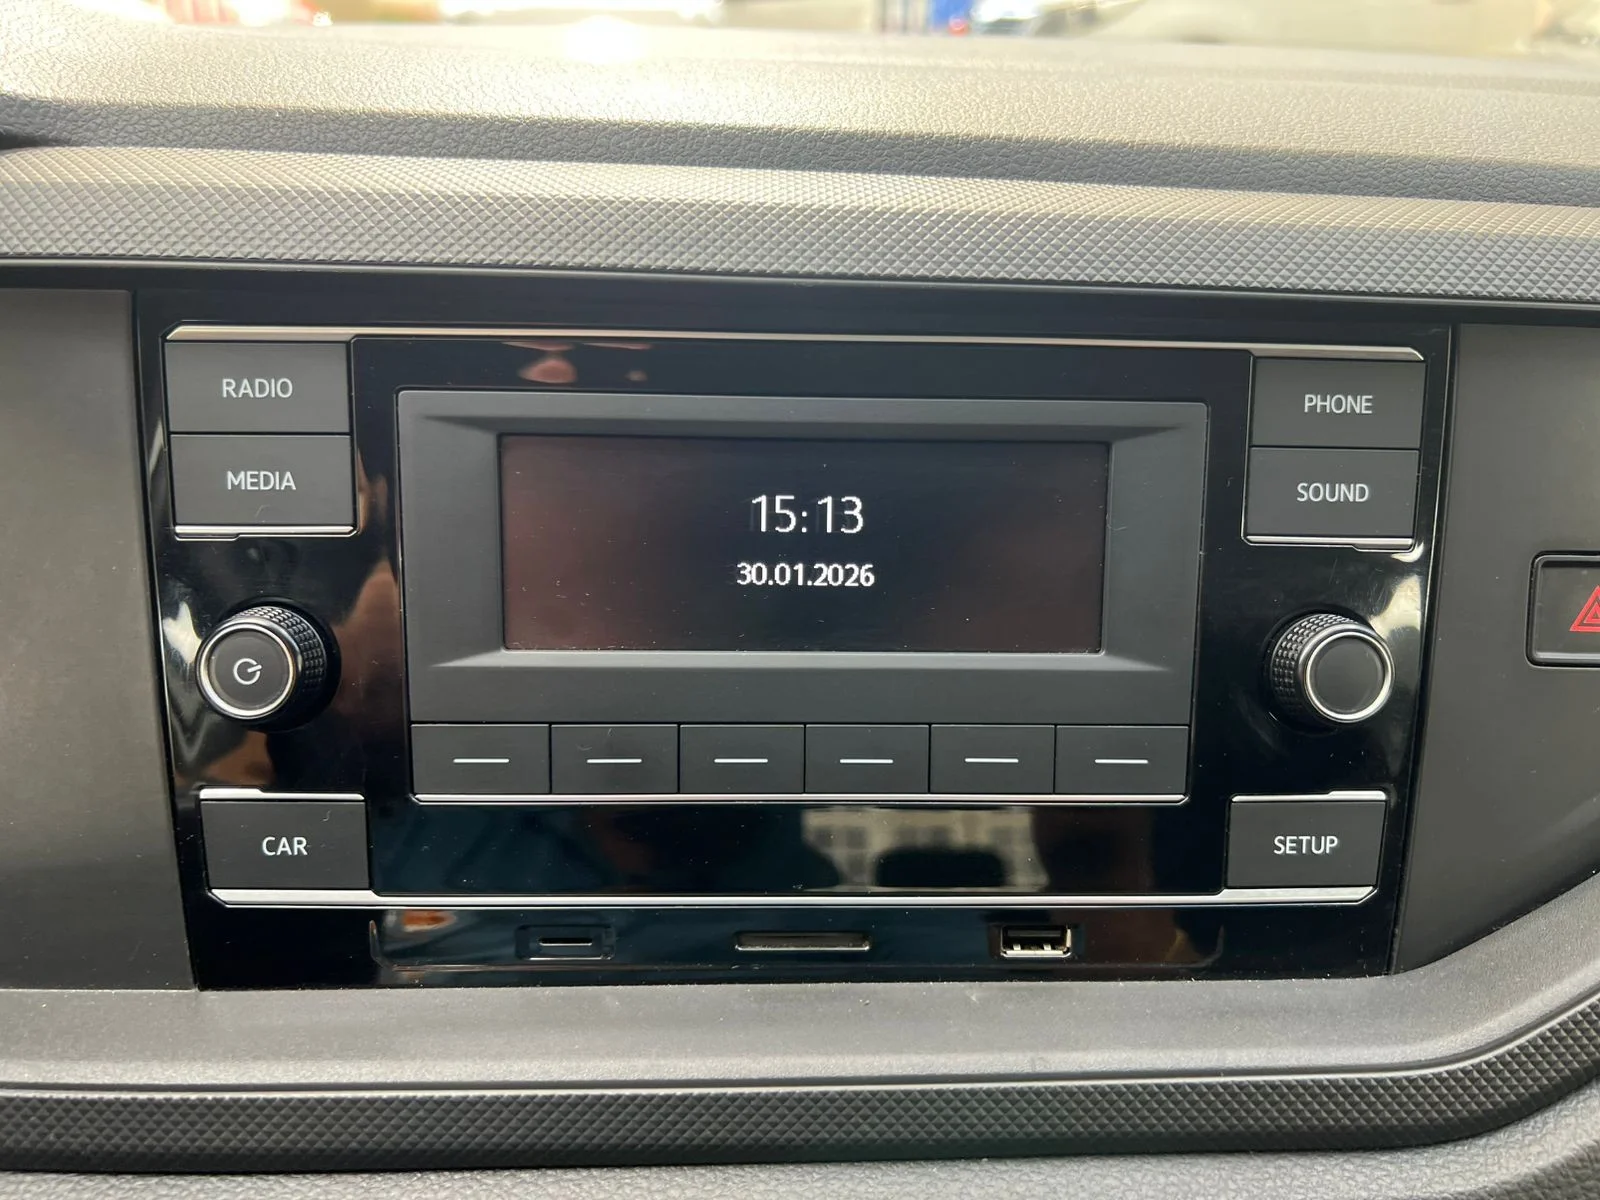 RADIO
PHONE
MEDIA
SOUND
15:13
30.01.2026
CAR
SETUP